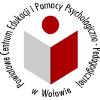 Powiatowe Centrum Edukacji i Pomocy Psychologiczno - Pedagogicznej
w Wołowie